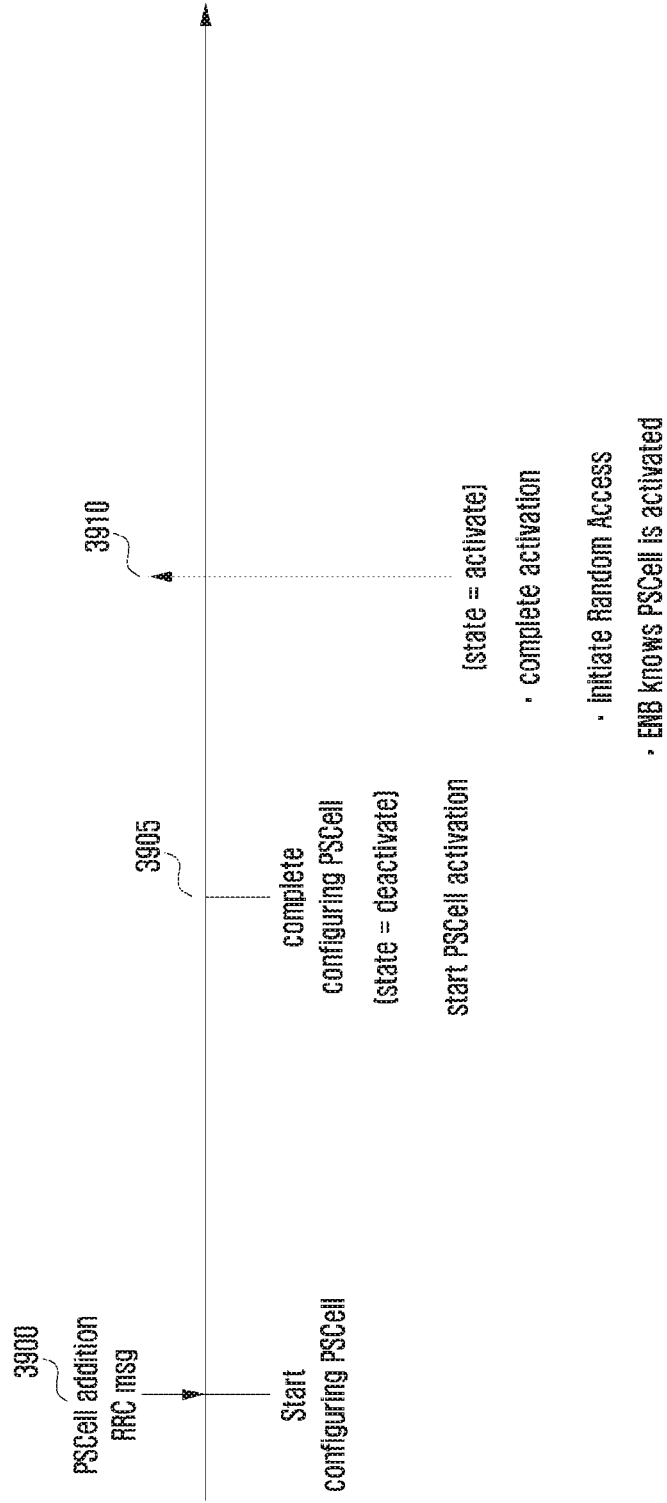 3900
PSCell addition
RRC msg
Start
configuring PSCell
3905
complete
configuring PSCell
(state = deactivate)
start PSCell activation
3910
(state = activate)
· complete activation
· Initiate Random Access
· ENB knows PSCell is activated